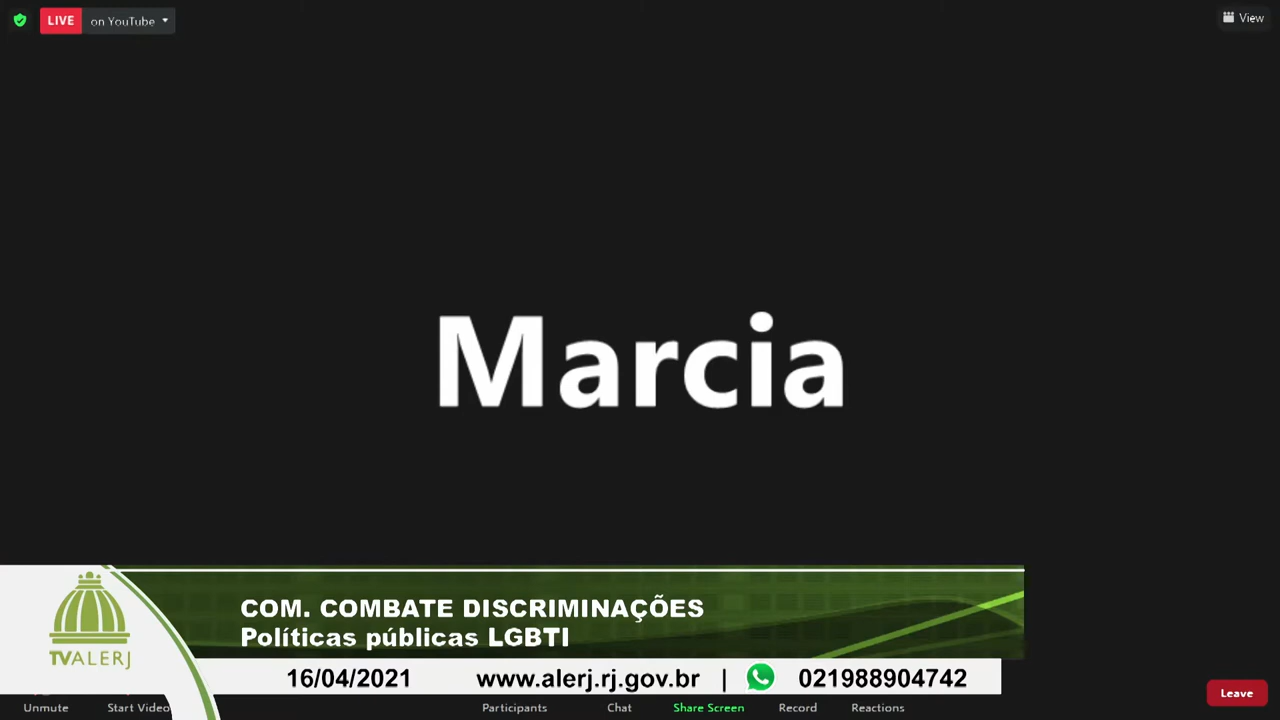 LIVE on YouTube
View
Marcia
COM. COMBATE DISCRIMINAÇÕES
Políticas públicas LGBTI
TVALERJ
16/04/2021 www.alerj.rj.gov.br | 021988904742
Leave
Unmute Start Video Participants Chat Share Screen Record Reactions